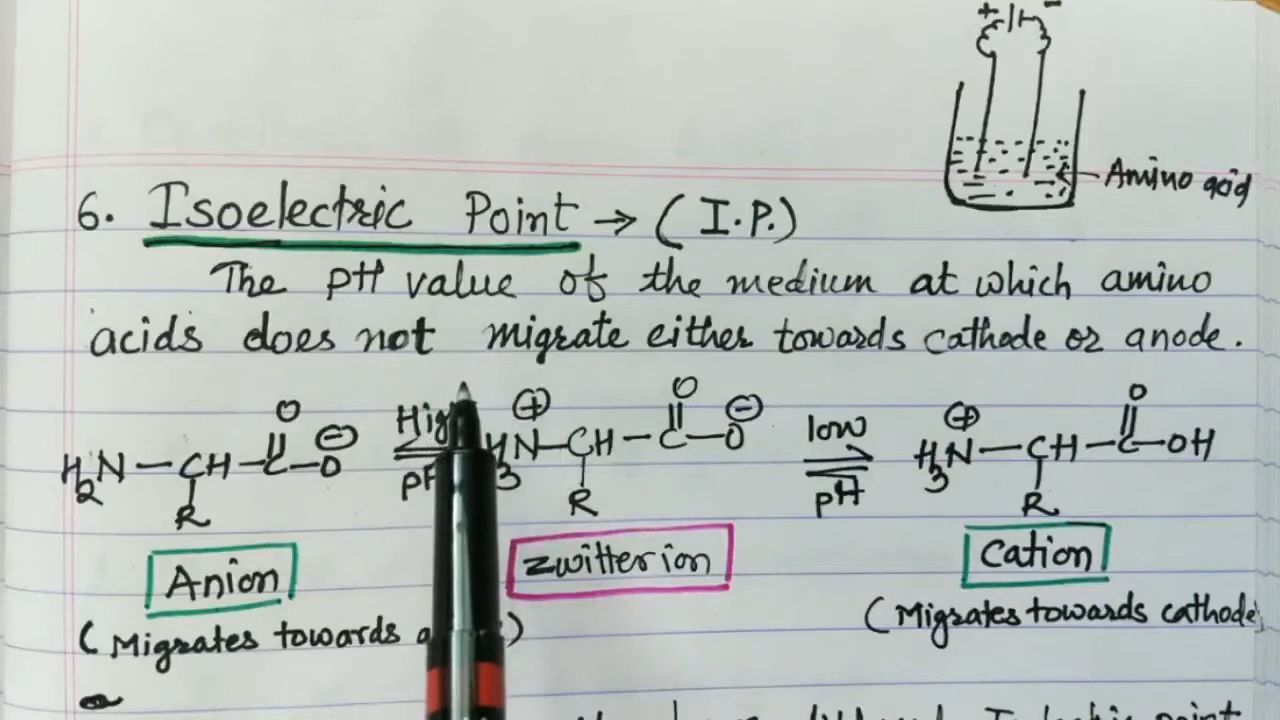 + -
Amino acid
6. Isoelectric Point → (I.P.)
The pH value of the medium at which amino
acids does not migrate either towards cathode or anode.
H₂N — CH — C — O ⊖ O R
pH
H₃N ⊕ — CH — C — O ⊖ O R
low pH
H₃N ⊕ — CH — C — OH O R
Anion
zwitter ion
Cation
(Migrates towards
(Migrates towards cathode